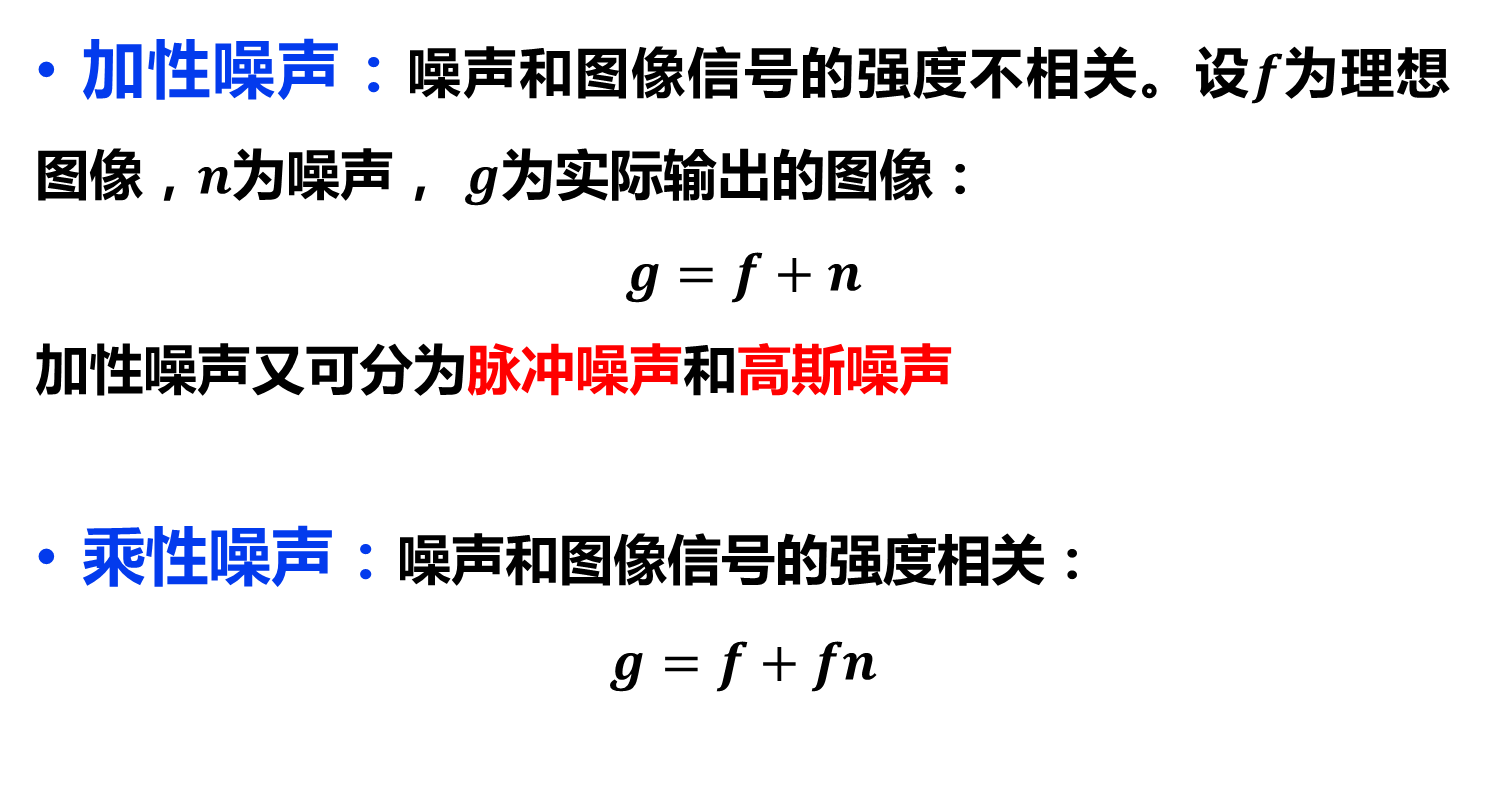 • 加性噪声：噪声和图像信号的强度不相关。设f为理想
图像，n为噪声， g为实际输出的图像：
g = f + n
加性噪声又可分为脉冲噪声和高斯噪声
• 乘性噪声：噪声和图像信号的强度相关：
g = f + fn